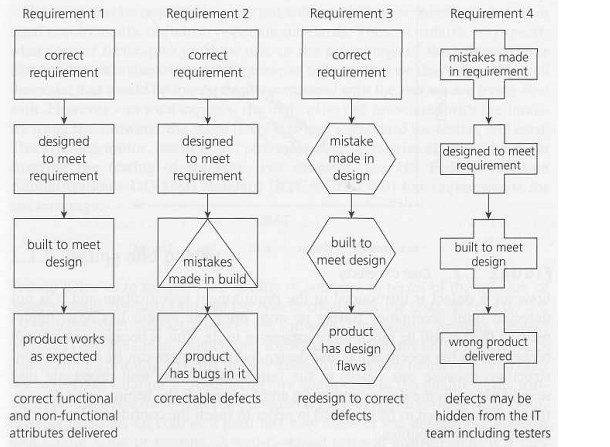 Requirement 1
correct
requirement
designed
to meet
requirement
built to meet
design
product works
as expected
correct functional
and non-functional
attributes delivered
Requirement 2
correct
requirement
designed
to meet
requirement
mistakes
made in build
product
has bugs in it
correctable defects
Requirement 3
correct
requirement
mistake
made in
design
built to
meet design
product
has design
flaws
redesign to correct
defects
Requirement 4
mistakes made
in requirement
designed to meet
requirement
built to meet
design
wrong product
delivered
defects may be
hidden from the IT
team including testers